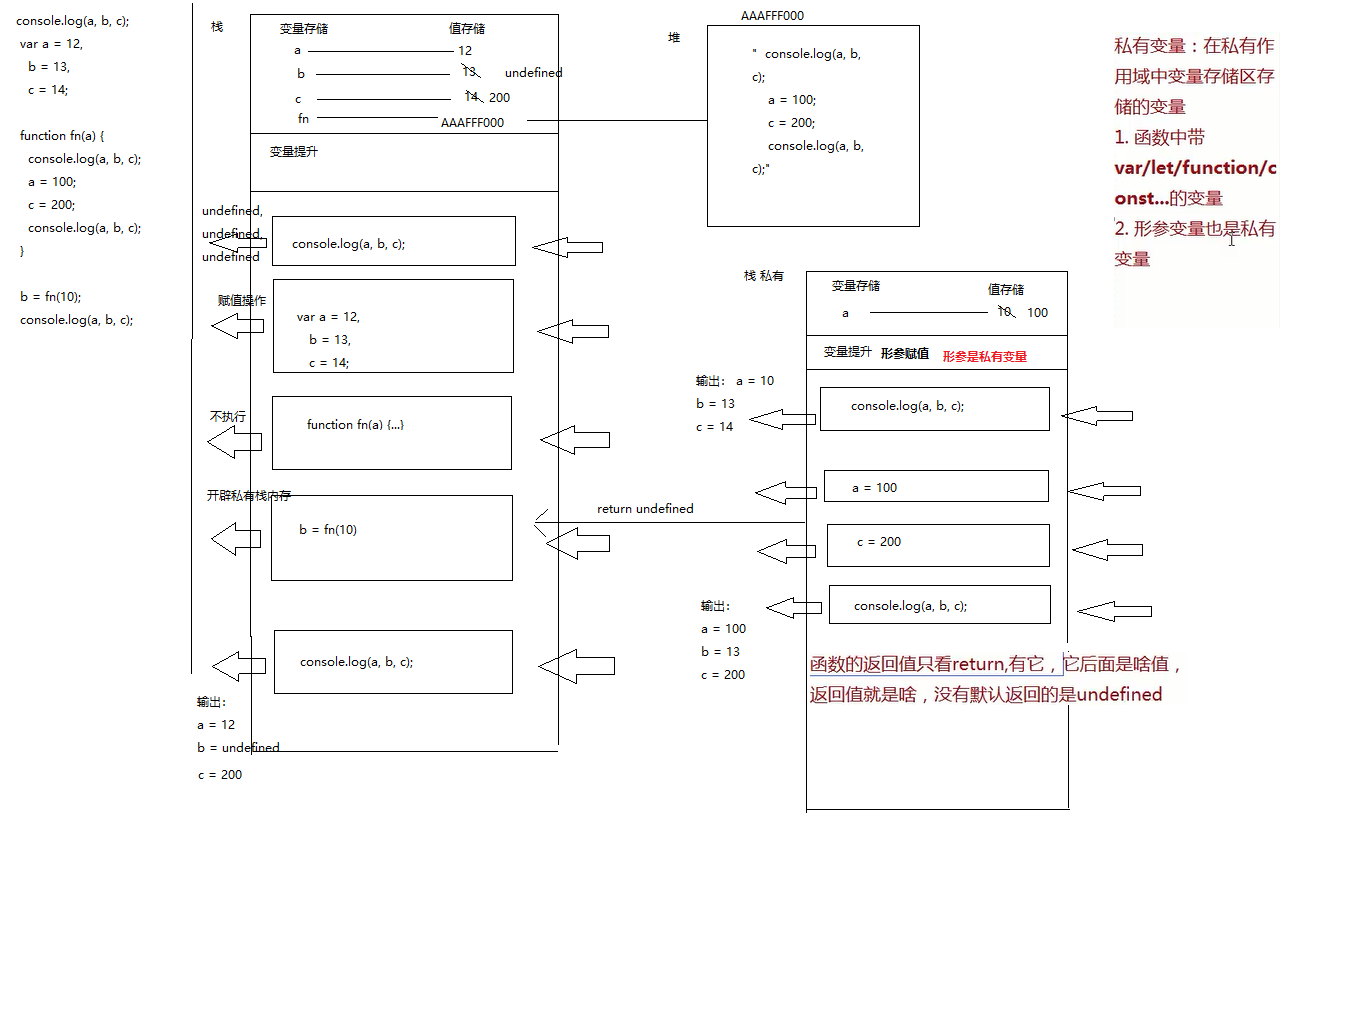 console.log(a, b, c);
var a = 12,
b = 13,
c = 14;
function fn(a) {
console.log(a, b, c);
a = 100;
c = 200;
console.log(a, b, c);
}
b = fn(10);
console.log(a, b, c);
栈
变量存储 值存储
a 12
b 13 undefined
c 14 200
fn AAAFFF000
变量提升
undefined,
undefined,
undefined
console.log(a, b, c);
赋值操作
var a = 12,
b = 13,
c = 14;
不执行
function fn(a) {...}
开辟私有栈内存
b = fn(10)
return undefined
console.log(a, b, c);
输出:
a = 12
b = undefined
c = 200
堆
AAAFFF000
" console.log(a, b,
c);
a = 100;
c = 200;
console.log(a, b,
c);"
栈 私有
变量存储 值存储
a 10 100
变量提升 形参赋值 形参是私有变量
输出: a = 10
b = 13
c = 14
console.log(a, b, c);
a = 100
c = 200
console.log(a, b, c);
输出:
a = 100
b = 13
c = 200
函数的返回值只看return,有它，它后面是啥值，
返回值就是啥，没有默认返回的是undefined
私有变量：在私有作
用域中变量存储区存
储的变量
1. 函数中带
var/let/function/c
onst...的变量
2. 形参变量也是私有
变量